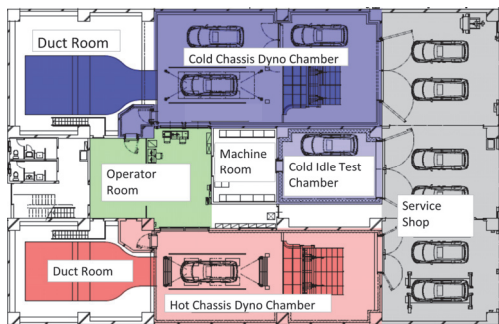 Duct Room
Cold Chassis Dyno Chamber
Operator
Room
Machine
Room
Cold Idle Test
Chamber
Service
Shop
Duct Room
Hot Chassis Dyno Chamber